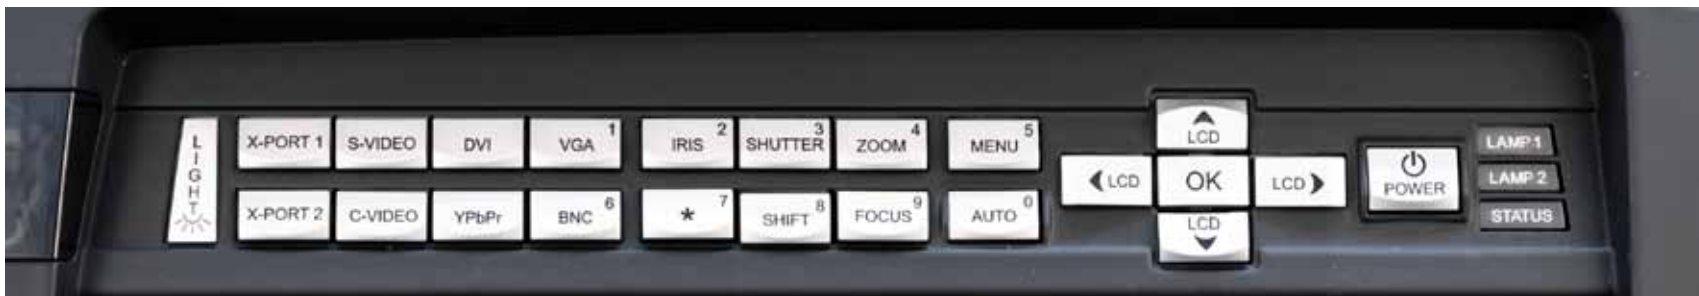 LIGHT
X-PORT 1 S-VIDEO DVI VGA 1 IRIS 2 SHUTTER 3 ZOOM 4 MENU 5
X-PORT 2 C-VIDEO YPbPr BNC 6 * 7 SHIFT 8 FOCUS 9 AUTO 0
LCD
LCD OK LCD
LCD
POWER
LAMP 1
LAMP 2
STATUS